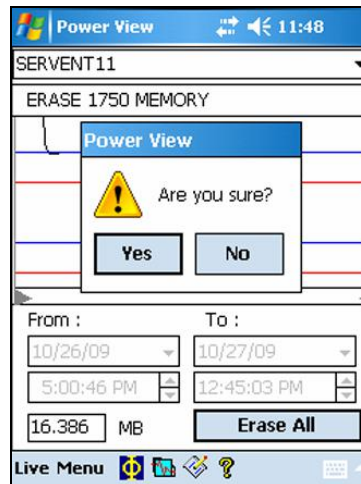 Power View 11:48
SERVENT11
ERASE 1750 MEMORY
Power View
Are you sure?
Yes No
From : To :
10/26/09 10/27/09
5:00:46 PM 12:45:03 PM
16.386 MB Erase All
Live Menu